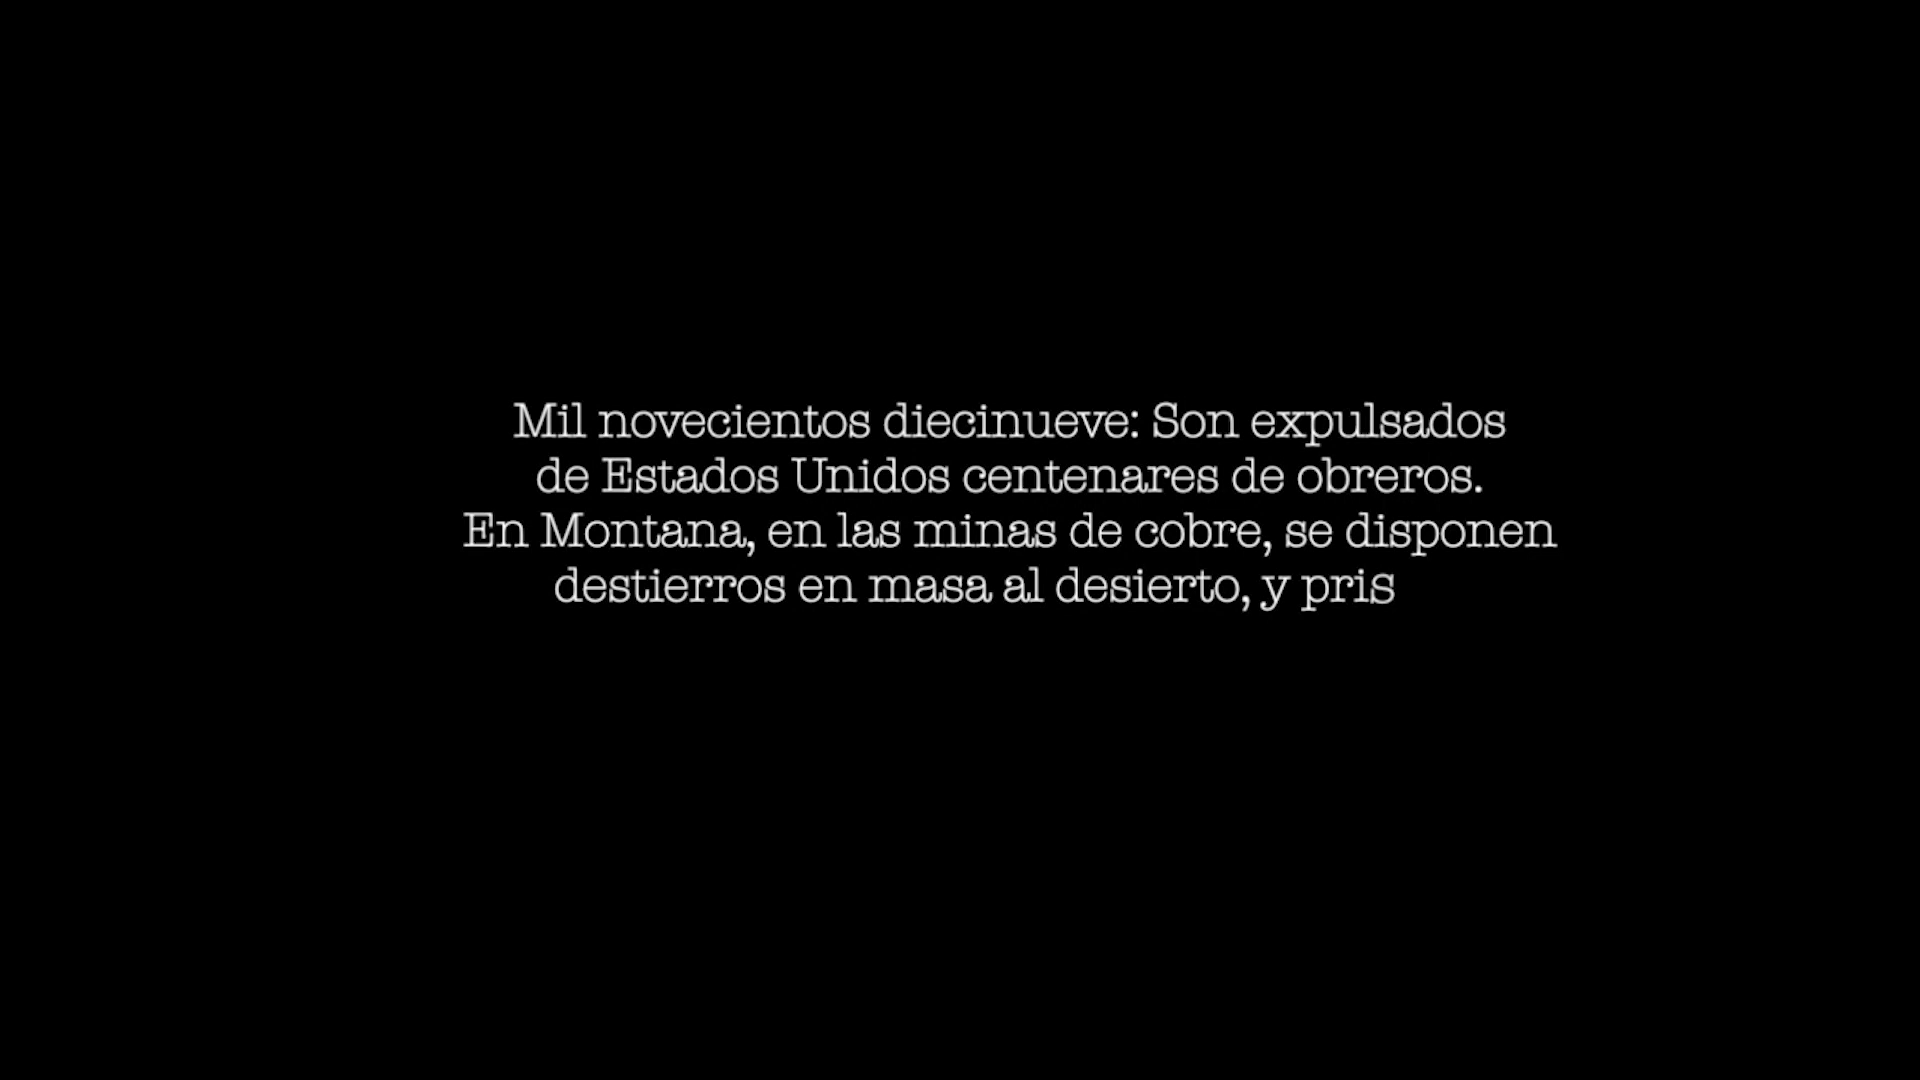 Mil novecientos diecinueve: Son expulsados
de Estados Unidos centenares de obreros.
En Montana, en las minas de cobre, se disponen
destierros en masa al desierto, y pris